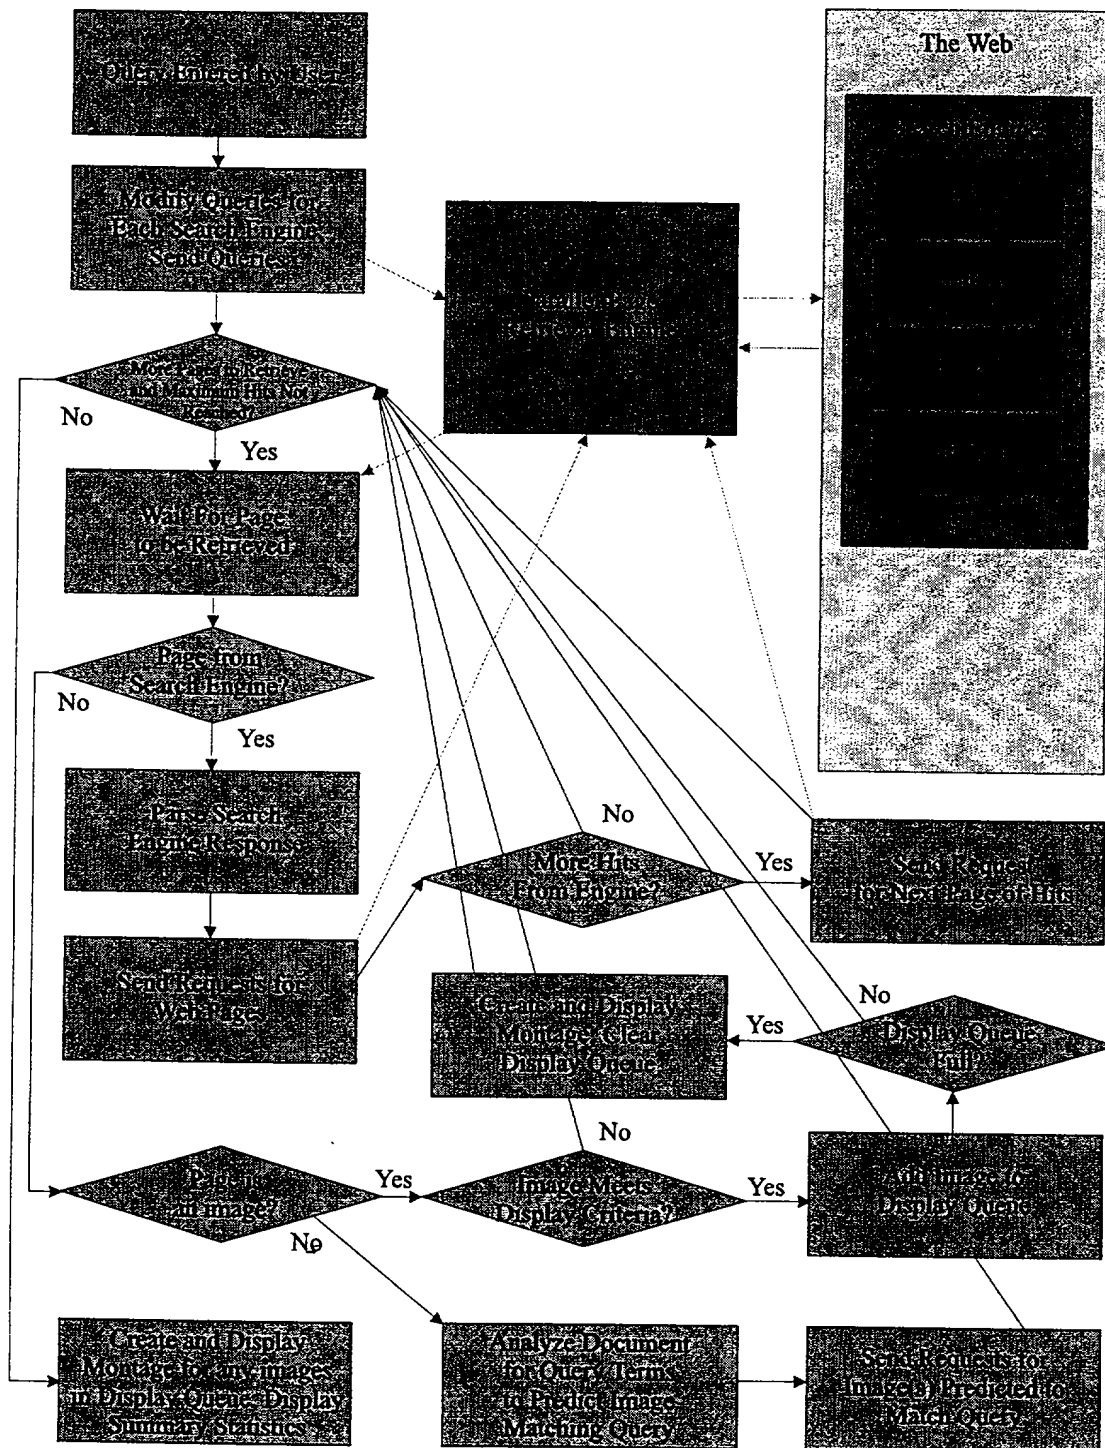 Query Entered by User
The Web
Search Engines
Modify Queries for
Each Search Engine,
Send Queries
Parallel Page
Retrieval Engine
More Pages to Retrieve
and Maximum Hits Not
Reached?
No
Yes
Wait For Page
to be Retrieved
Page from
Search Engine?
No
Yes
Parse Search
Engine Response
No
More Hits
From Engine?
Yes
Send Request
for Next Page of Hits
Send Requests for
Web Pages
Create and Display
Montage, Clear
Display Queue
Yes
No
Display Queue
Full?
No
Page is
an image?
Yes
Image Meets
Display Criteria?
Yes
Add Image to
Display Queue
No
Create and Display
Montage for any images
in Display Queue, Display
Summary Statistics
Analyze Document
for Query Terms
to Predict Image
Matching Query
Send Requests for
Image(s) Predicted to
Match Query